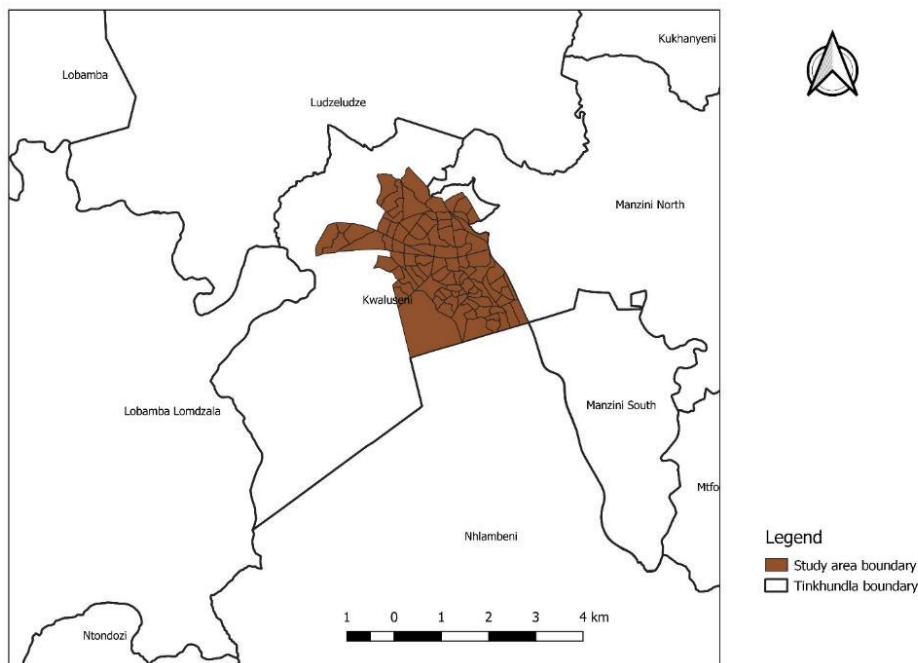 Kukhanyeni
Lobamba
Ludzeludze
Manzini North
Kwaluseni
Lobamba Lomdzala
Manzini South
Mtfo
Nhlambeni
Ntondozi
1 0 1 2 3 4 km
Legend
Study area boundary
Tinkhundla boundary